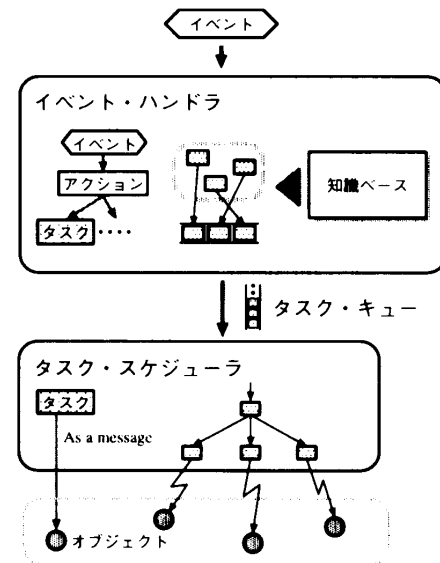 イベント
イベント・ハンドラ
イベント
アクション
タスク ････
知識ベース
タスク・キュー
タスク・スケジューラ
タスク
As a message
オブジェクト